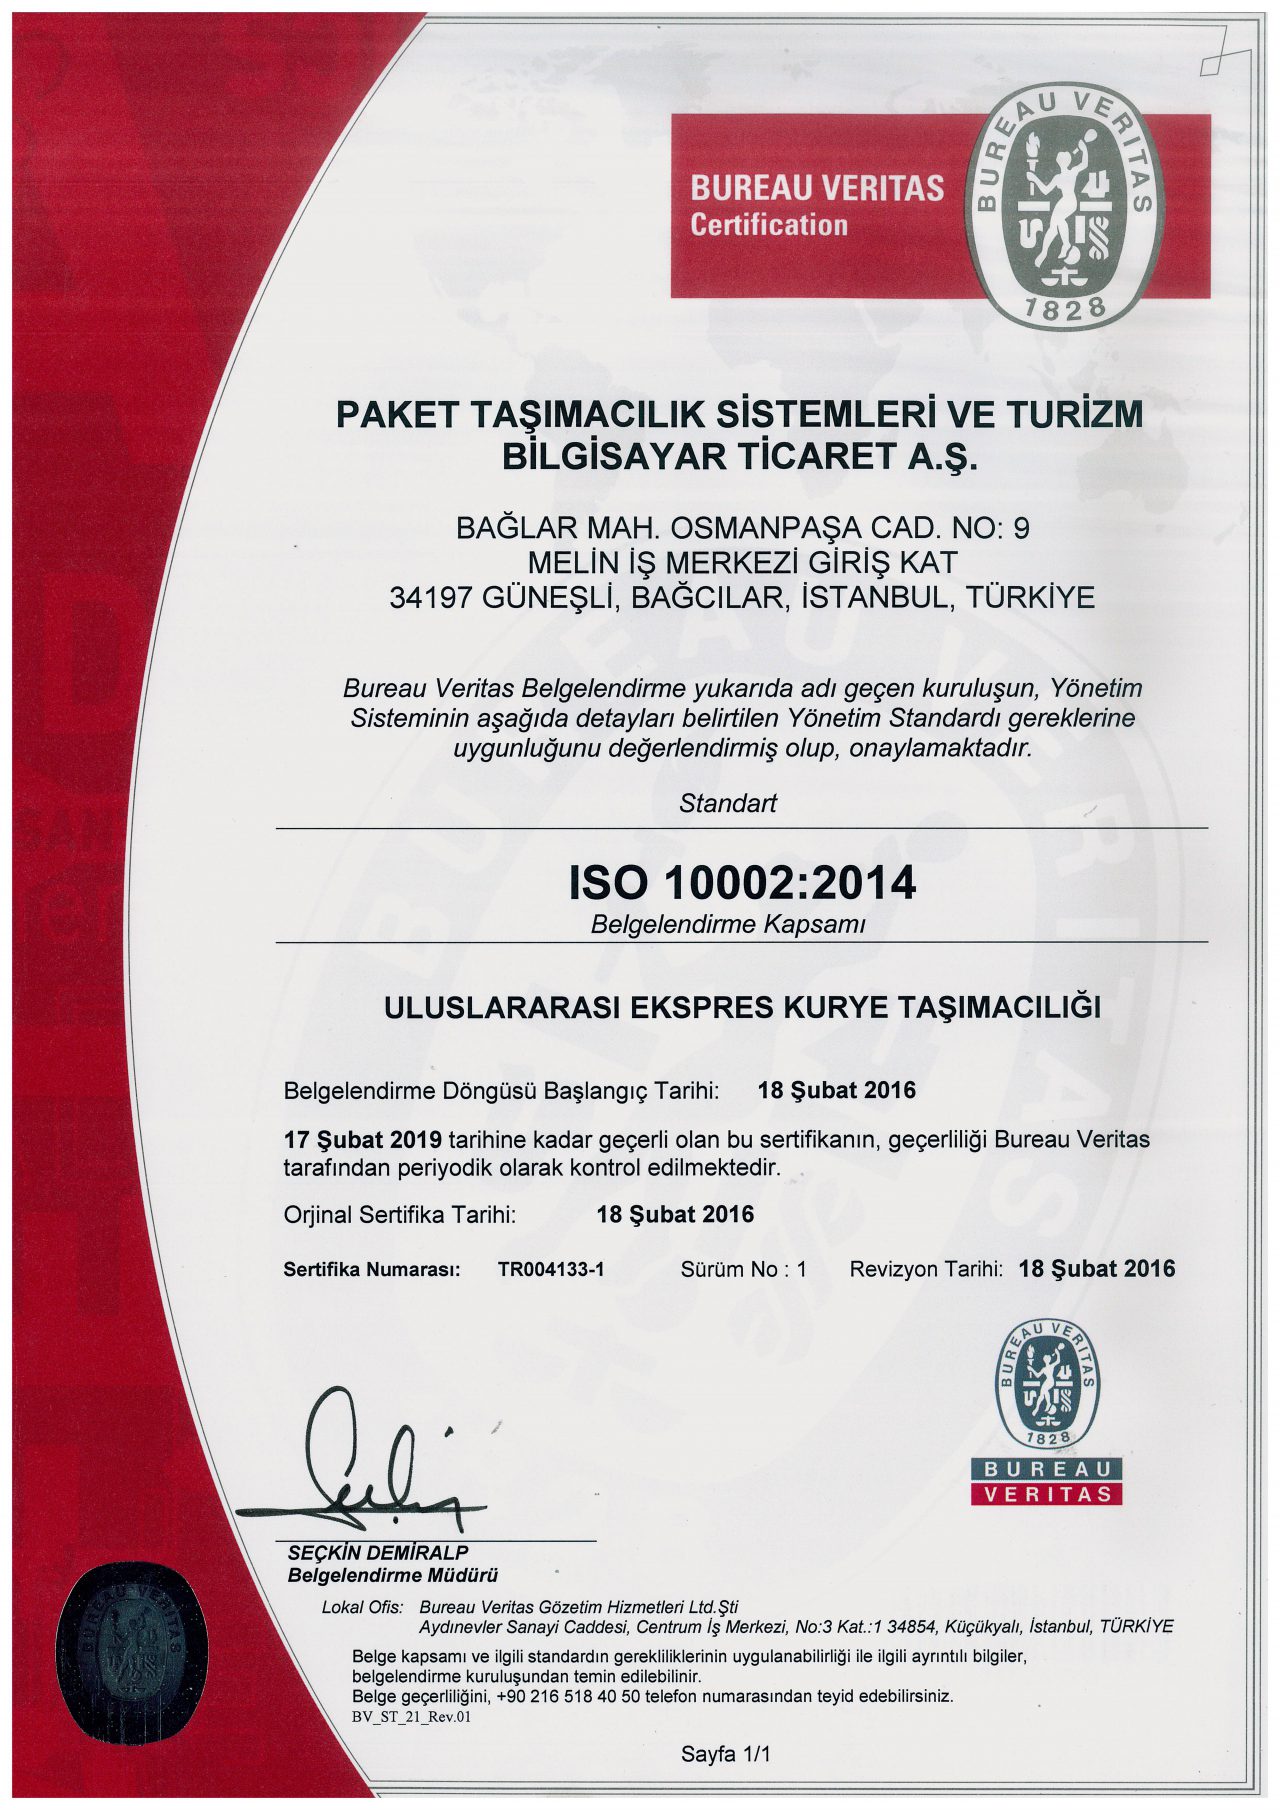 BUREAU VERITAS
Certification
BUREAU VERITAS
1828
PAKET TAŞIMACILIK SİSTEMLERİ VE TURİZM
BİLGİSAYAR TİCARET A.Ş.
BAĞLAR MAH. OSMANPAŞA CAD. NO: 9
MELİN İŞ MERKEZİ GİRİŞ KAT
34197 GÜNEŞLİ, BAĞCILAR, İSTANBUL, TÜRKİYE
Bureau Veritas Belgelendirme yukarıda adı geçen kuruluşun, Yönetim
Sisteminin aşağıda detayları belirtilen Yönetim Standardı gereklerine
uygunluğunu değerlendirmiş olup, onaylamaktadır.
Standart
ISO 10002:2014
Belgelendirme Kapsamı
ULUSLARARASI EKSPRES KURYE TAŞIMACILIĞI
Belgelendirme Döngüsü Başlangıç Tarihi: 18 Şubat 2016
17 Şubat 2019 tarihine kadar geçerli olan bu sertifikanın, geçerliliği Bureau Veritas
tarafından periyodik olarak kontrol edilmektedir.
Orjinal Sertifika Tarihi: 18 Şubat 2016
Sertifika Numarası: TR004133-1 Sürüm No : 1 Revizyon Tarihi: 18 Şubat 2016
BUREAU VERITAS
1828
BUREAU
VERITAS
SEÇKİN DEMİRALP
Belgelendirme Müdürü
Lokal Ofis: Bureau Veritas Gözetim Hizmetleri Ltd.Şti
Aydınevler Sanayi Caddesi, Centrum İş Merkezi, No:3 Kat.:1 34854, Küçükyalı, İstanbul, TÜRKİYE
Belge kapsamı ve ilgili standardın gerekliliklerinin uygulanabilirliği ile ilgili ayrıntılı bilgiler,
belgelendirme kuruluşundan temin edilebilinir.
Belge geçerliliğini, +90 216 518 40 50 telefon numarasından teyid edebilirsiniz.
BV_ST_21_Rev.01
BUREAU VERITAS
Sayfa 1/1